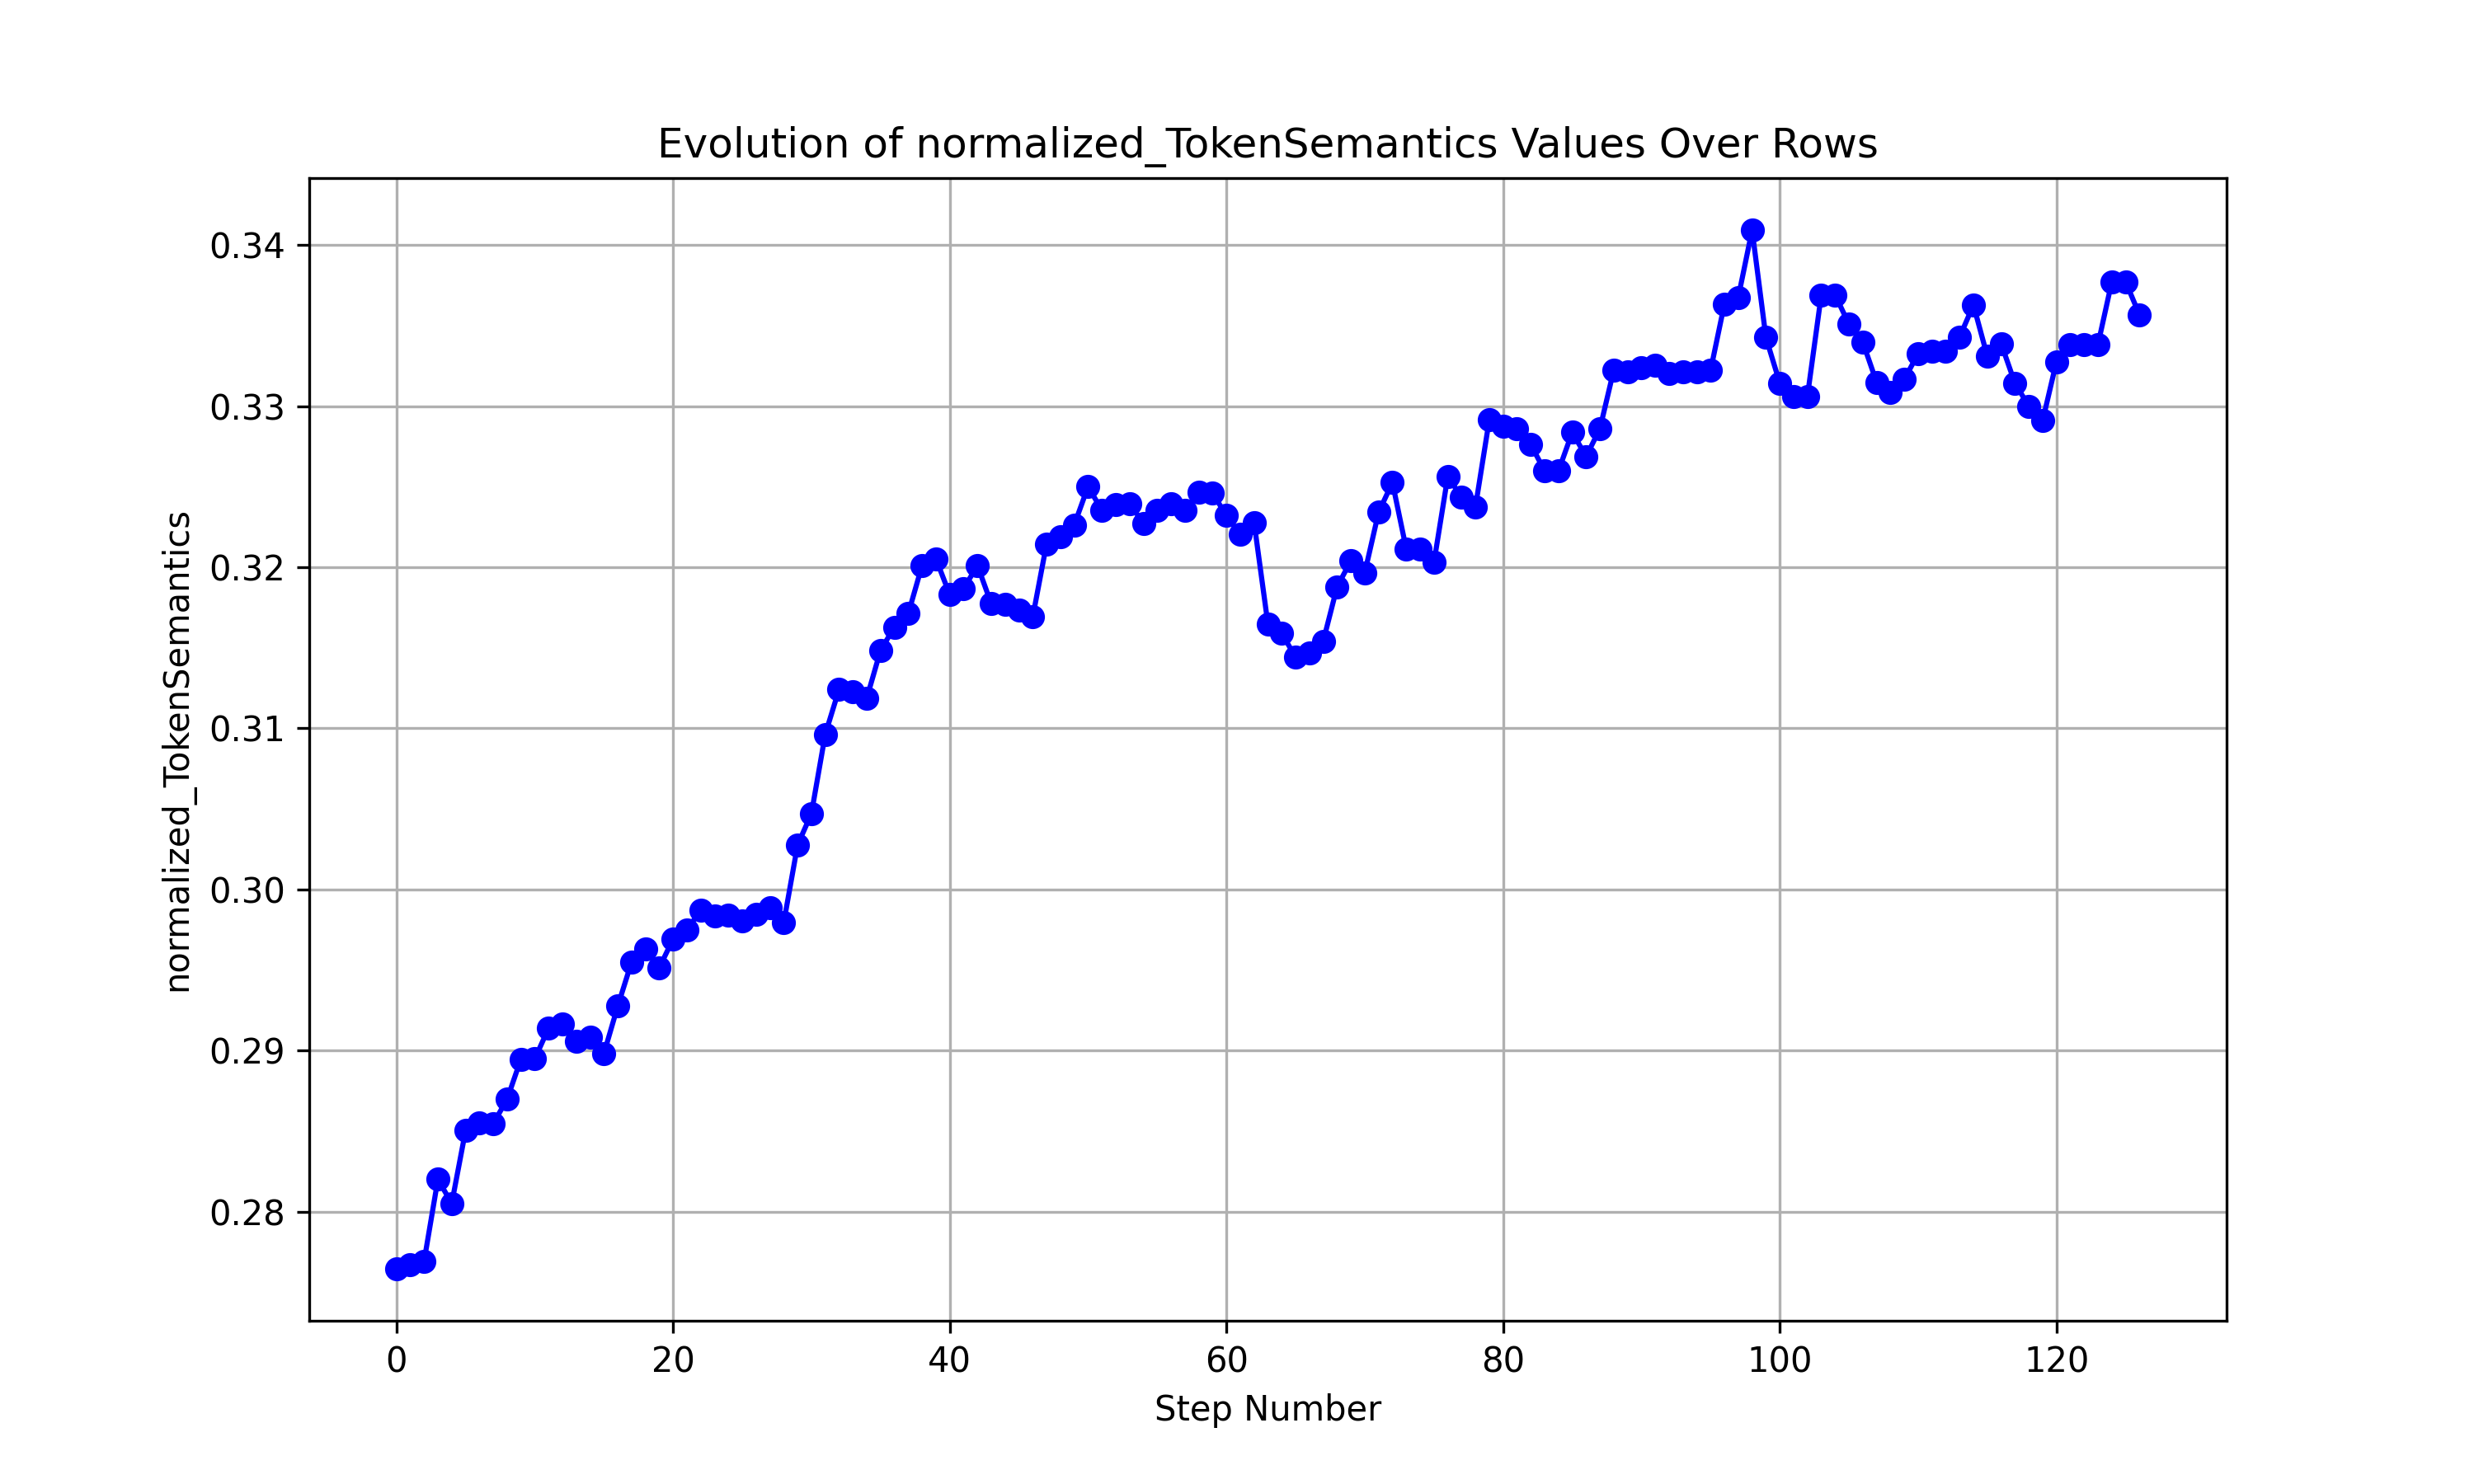 Evolution of normalized_TokenSemantics Values Over Rows
normalized_TokenSemantics
0.34
0.33
0.32
0.31
0.30
0.29
0.28
0 20 40 60 80 100 120
Step Number